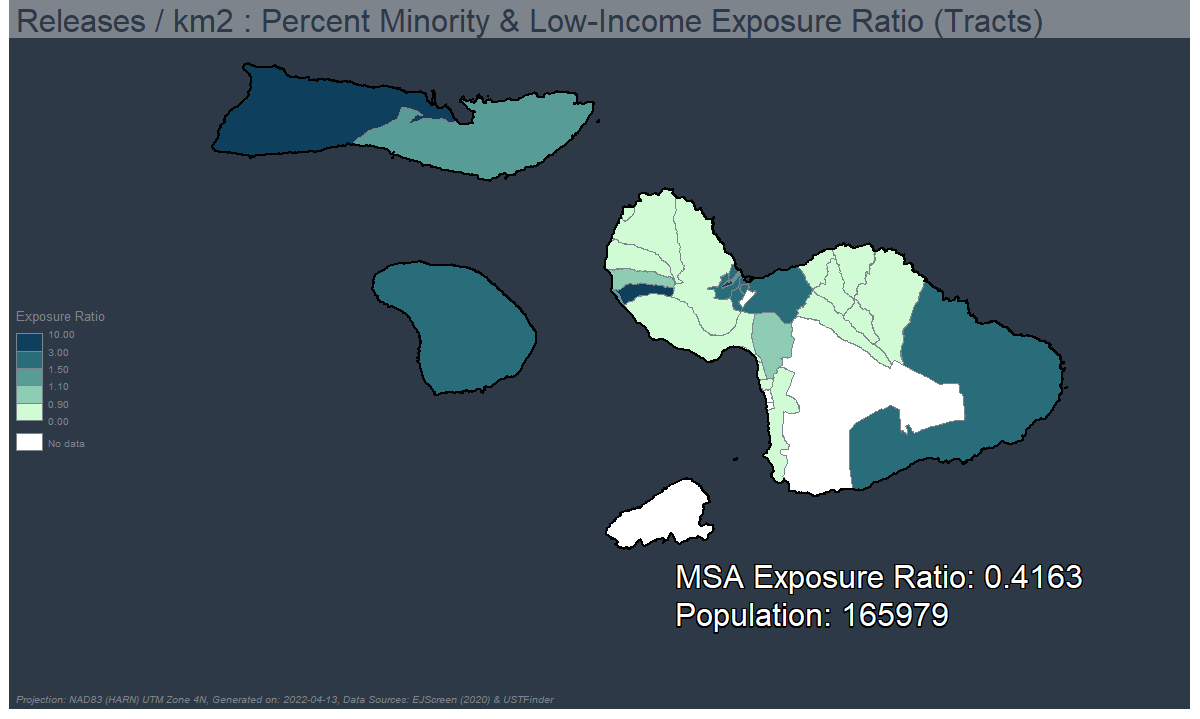 Releases / km2 : Percent Minority & Low-Income Exposure Ratio (Tracts)
Exposure Ratio
10.00
3.00
1.50
1.10
0.90
0.00
No data
MSA Exposure Ratio: 0.4163
Population: 165979
Projection: NAD83 (HARN) UTM Zone 4N, Generated on: 2022-04-13, Data Sources: EJScreen (2020) & USTFinder